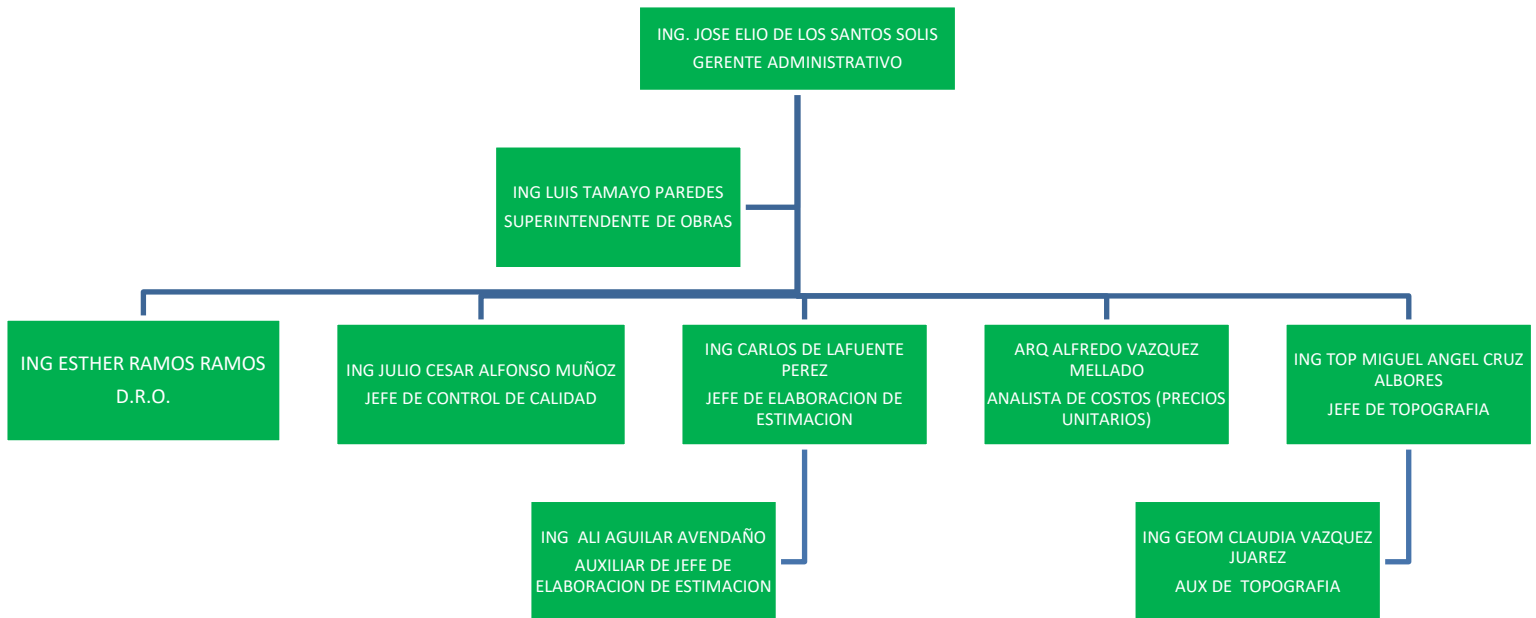 ING. JOSE ELIO DE LOS SANTOS SOLIS
GERENTE ADMINISTRATIVO
ING LUIS TAMAYO PAREDES
SUPERINTENDENTE DE OBRAS
ING ESTHER RAMOS RAMOS
D.R.O.
ING JULIO CESAR ALFONSO MUÑOZ
JEFE DE CONTROL DE CALIDAD
ING CARLOS DE LAFUENTE
PEREZ
JEFE DE ELABORACION DE
ESTIMACION
ARQ ALFREDO VAZQUEZ
MELLADO
ANALISTA DE COSTOS (PRECIOS
UNITARIOS)
ING TOP MIGUEL ANGEL CRUZ
ALBORES
JEFE DE TOPOGRAFIA
ING  ALI AGUILAR AVENDAÑO
AUXILIAR DE JEFE DE
ELABORACION DE ESTIMACION
ING GEOM CLAUDIA VAZQUEZ
JUAREZ
AUX DE  TOPOGRAFIA